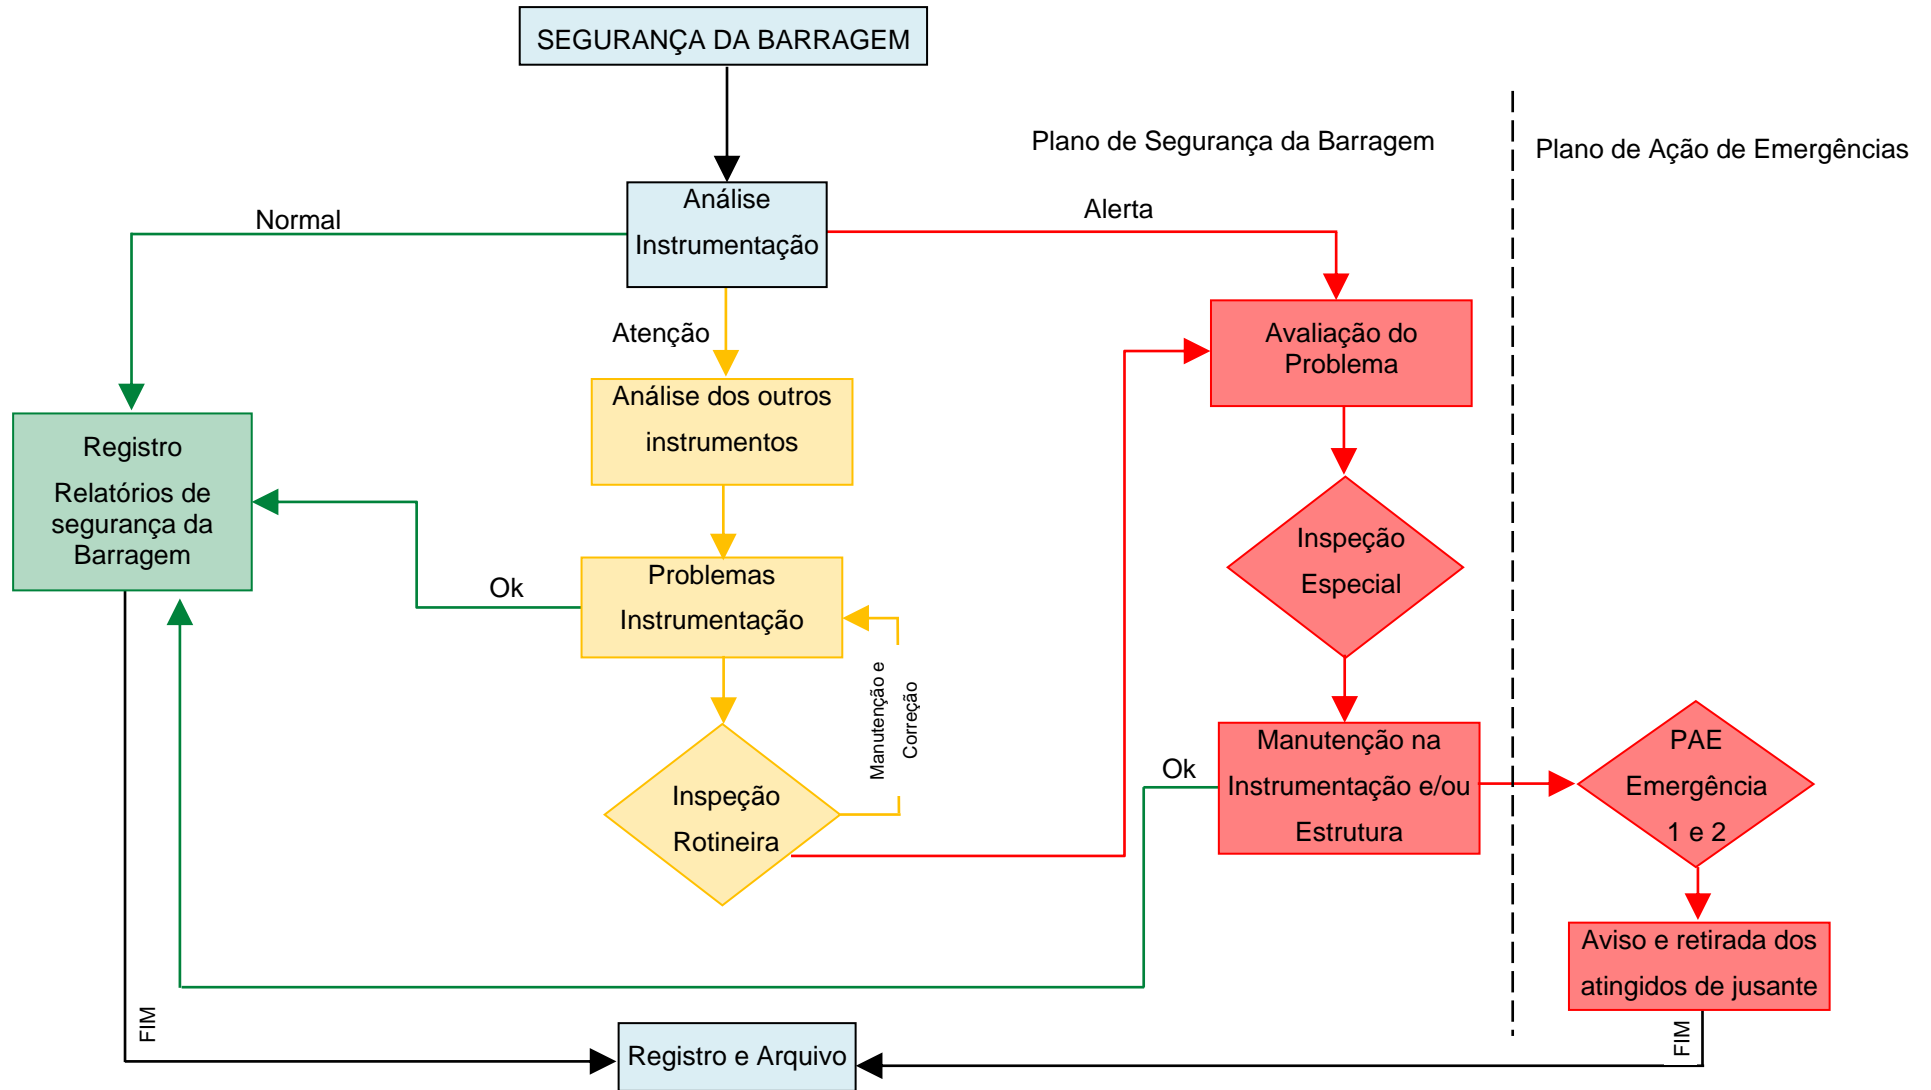 SEGURANÇA DA BARRAGEM
Plano de Segurança da Barragem
Plano de Ação de Emergências
Análise
Instrumentação
Normal
Alerta
Atenção
Avaliação do
Problema
Análise dos outros
instrumentos
Registro
Relatórios de
segurança da
Barragem
Inspeção
Especial
Ok
Problemas
Instrumentação
Manutenção e
Correção
Inspeção
Rotineira
Ok
Manutenção na
Instrumentação e/ou
Estrutura
PAE
Emergência
1 e 2
Aviso e retirada dos
atingidos de jusante
FIM
FIM
Registro e Arquivo